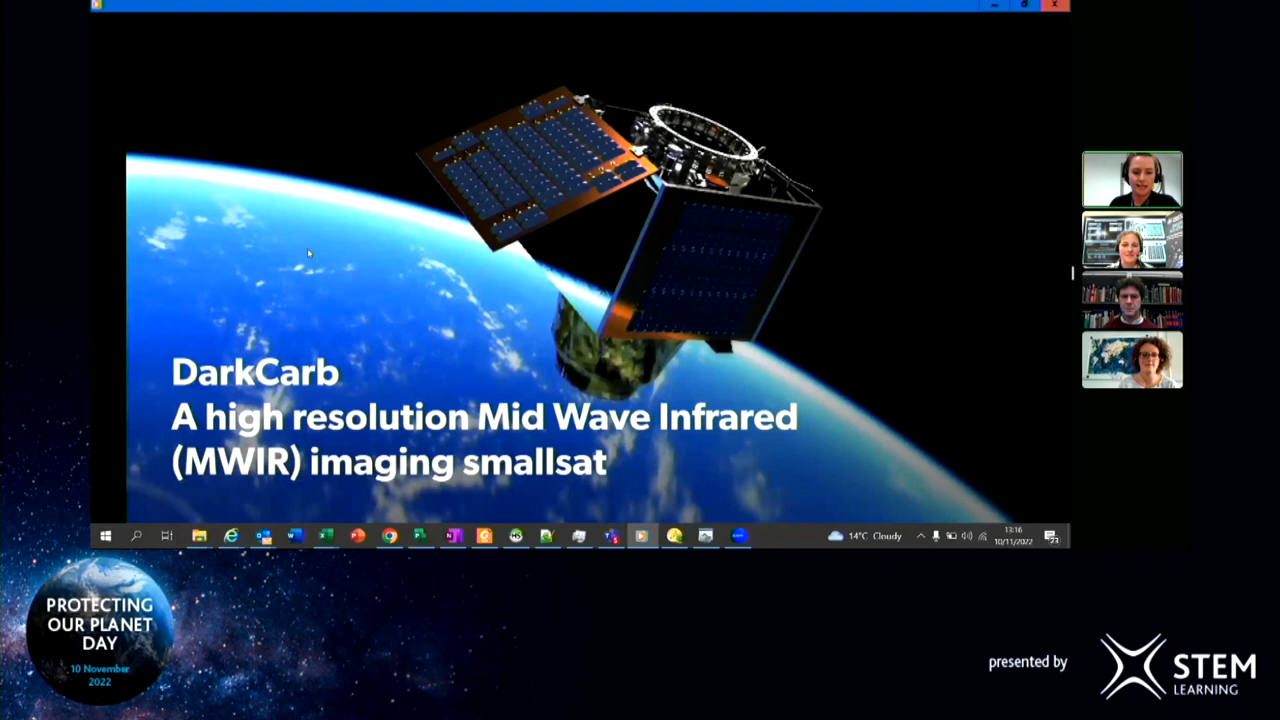 DarkCarb
A high resolution Mid Wave Infrared
(MWIR) imaging smallsat
14°C Cloudy
13:16
10/11/2022
23
PROTECTING
OUR PLANET
DAY
10 November
2022
presented by
STEM
LEARNING